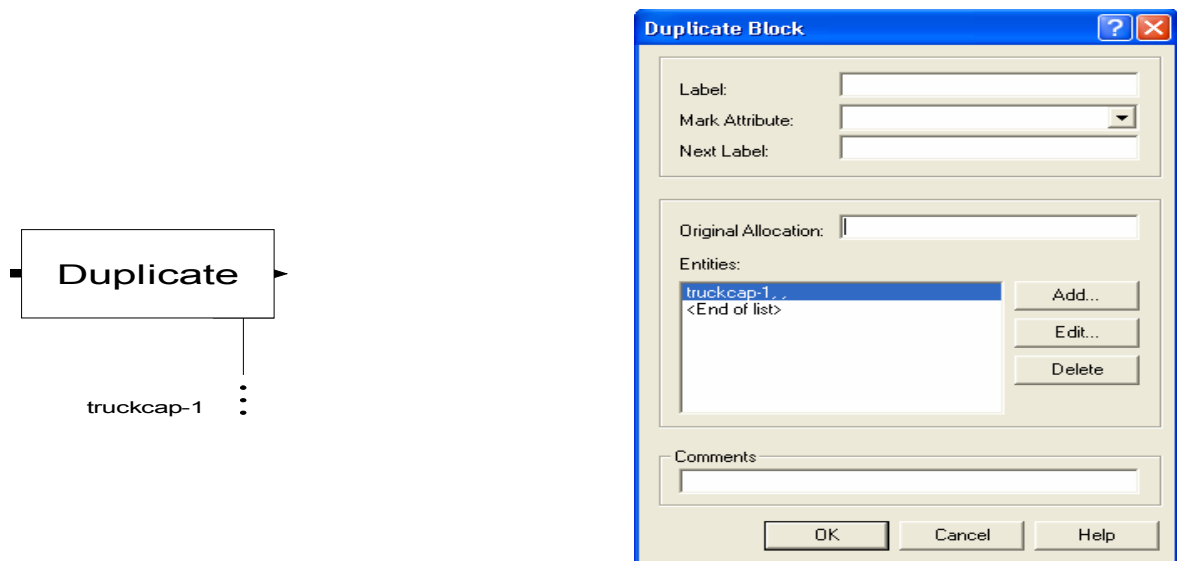 Duplicate
truckcap-1
Duplicate Block
Label:
Mark Attribute:
Next Label:
Original Allocation:
Entities:
truckcap-1, ,
<End of list>
Add...
Edit...
Delete
Comments
OK
Cancel
Help